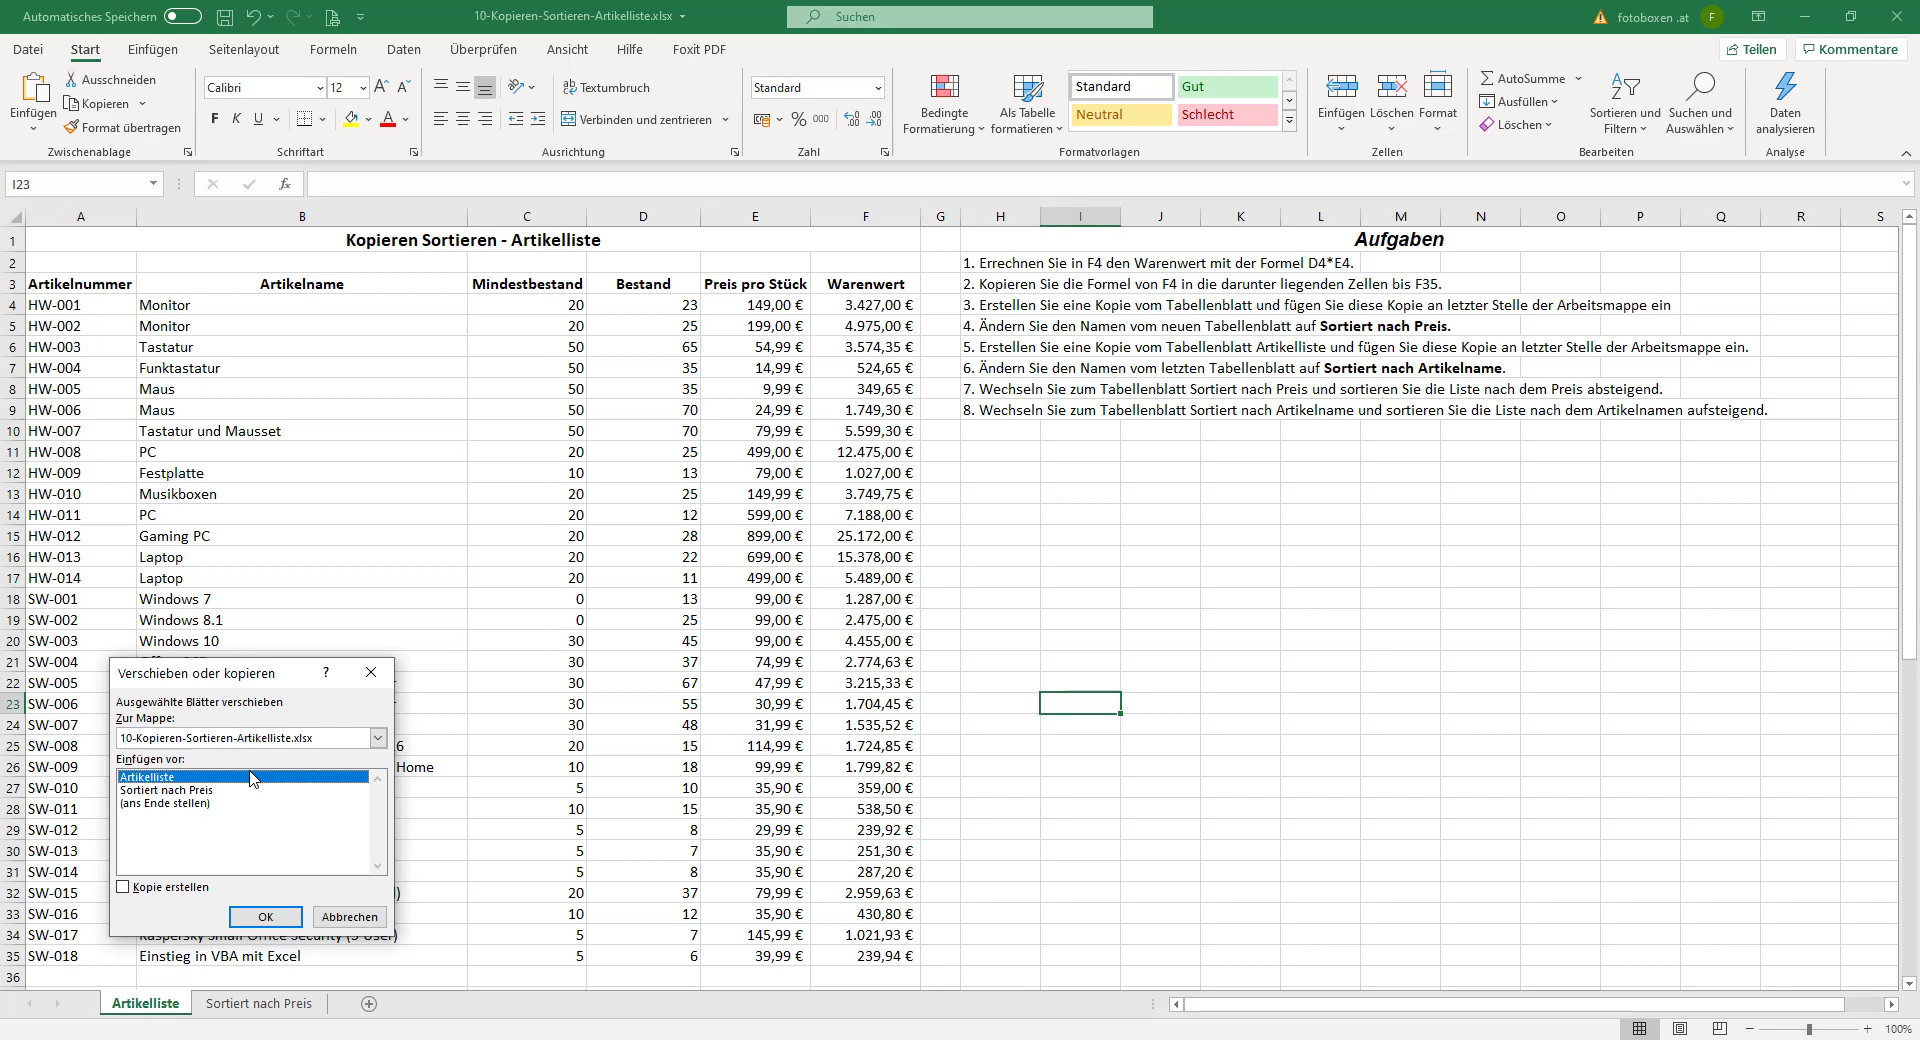 Automatisches Speichern
10-Kopieren-Sortieren-Artikelliste.xlsx
Suchen
fotoboxen .at
F
Datei Start Einfügen Seitenlayout Formeln Daten Überprüfen Ansicht Hilfe Foxit PDF
Teilen Kommentare
Einfügen
Ausschneiden
Kopieren
Format übertragen
Zwischenablage
Calibri 12
F K U
Schriftart
Textumbruch
Verbinden und zentrieren
Ausrichtung
Standard
% 000
Zahl
Bedingte Formatierung
Als Tabelle formatieren
Standard Gut
Neutral Schlecht
Formatvorlagen
Einfügen Löschen Format
Zellen
AutoSumme
Ausfüllen
Löschen
Sortieren und Filtern
Suchen und Auswählen
Bearbeiten
Daten analysieren
Analyse
I23
fx
A B C D E F G H I J K L M N O P Q R S
1 Kopieren Sortieren - Artikelliste Aufgaben
2 1. Errechnen Sie in F4 den Warenwert mit der Formel D4*E4.
3 Artikelnummer Artikelname Mindestbestand Bestand Preis pro Stück Warenwert 2. Kopieren Sie die Formel von F4 in die darunter liegenden Zellen bis F35.
4 HW-001 Monitor 20 23 149,00 € 3.427,00 € 3. Erstellen Sie eine Kopie vom Tabellenblatt und fügen Sie diese Kopie an letzter Stelle der Arbeitsmappe ein
5 HW-002 Monitor 20 25 199,00 € 4.975,00 € 4. Ändern Sie den Namen vom neuen Tabellenblatt auf Sortiert nach Preis.
6 HW-003 Tastatur 50 65 54,99 € 3.574,35 € 5. Erstellen Sie eine Kopie vom Tabellenblatt Artikelliste und fügen Sie diese Kopie an letzter Stelle der Arbeitsmappe ein.
7 HW-004 Funktastatur 50 35 14,99 € 524,65 € 6. Ändern Sie den Namen vom letzten Tabellenblatt auf Sortiert nach Artikelname.
8 HW-005 Maus 50 35 9,99 € 349,65 € 7. Wechseln Sie zum Tabellenblatt Sortiert nach Preis und sortieren Sie die Liste nach dem Preis absteigend.
9 HW-006 Maus 50 70 24,99 € 1.749,30 € 8. Wechseln Sie zum Tabellenblatt Sortiert nach Artikelname und sortieren Sie die Liste nach dem Artikelnamen aufsteigend.
10 HW-007 Tastatur und Mausset 50 70 79,99 € 5.599,30 €
11 HW-008 PC 20 25 499,00 € 12.475,00 €
12 HW-009 Festplatte 10 13 79,00 € 1.027,00 €
13 HW-010 Musikboxen 20 25 149,99 € 3.749,75 €
14 HW-011 PC 20 12 599,00 € 7.188,00 €
15 HW-012 Gaming PC 20 28 899,00 € 25.172,00 €
16 HW-013 Laptop 20 22 699,00 € 15.378,00 €
17 HW-014 Laptop 20 11 499,00 € 5.489,00 €
18 SW-001 Windows 7 0 13 99,00 € 1.287,00 €
19 SW-002 Windows 8.1 0 25 99,00 € 2.475,00 €
20 SW-003 Windows 10 30 45 99,00 € 4.455,00 €
21 SW-004 30 37 74,99 € 2.774,63 €
22 SW-005 30 67 47,99 € 3.215,33 €
23 SW-006 30 55 30,99 € 1.704,45 €
24 SW-007 30 48 31,99 € 1.535,52 €
25 SW-008 6 20 15 114,99 € 1.724,85 €
26 SW-009 Home 10 18 99,99 € 1.799,82 €
27 SW-010 5 10 35,90 € 359,00 €
28 SW-011 10 15 35,90 € 538,50 €
29 SW-012 5 8 29,99 € 239,92 €
30 SW-013 5 7 35,90 € 251,30 €
31 SW-014 5 8 35,90 € 287,20 €
32 SW-015 ) 20 37 79,99 € 2.959,63 €
33 SW-016 10 12 35,90 € 430,80 €
34 SW-017 Kaspersky Small Office Security (5 User) 5 7 145,99 € 1.021,93 €
35 SW-018 Einstieg in VBA mit Excel 5 6 39,99 € 239,94 €
36
Verschieben oder kopieren ?
Ausgewählte Blätter verschieben
Zur Mappe:
10-Kopieren-Sortieren-Artikelliste.xlsx
Einfügen vor:
Artikelliste
Sortiert nach Preis
(ans Ende stellen)
Kopie erstellen
OK Abbrechen
Artikelliste Sortiert nach Preis
100%